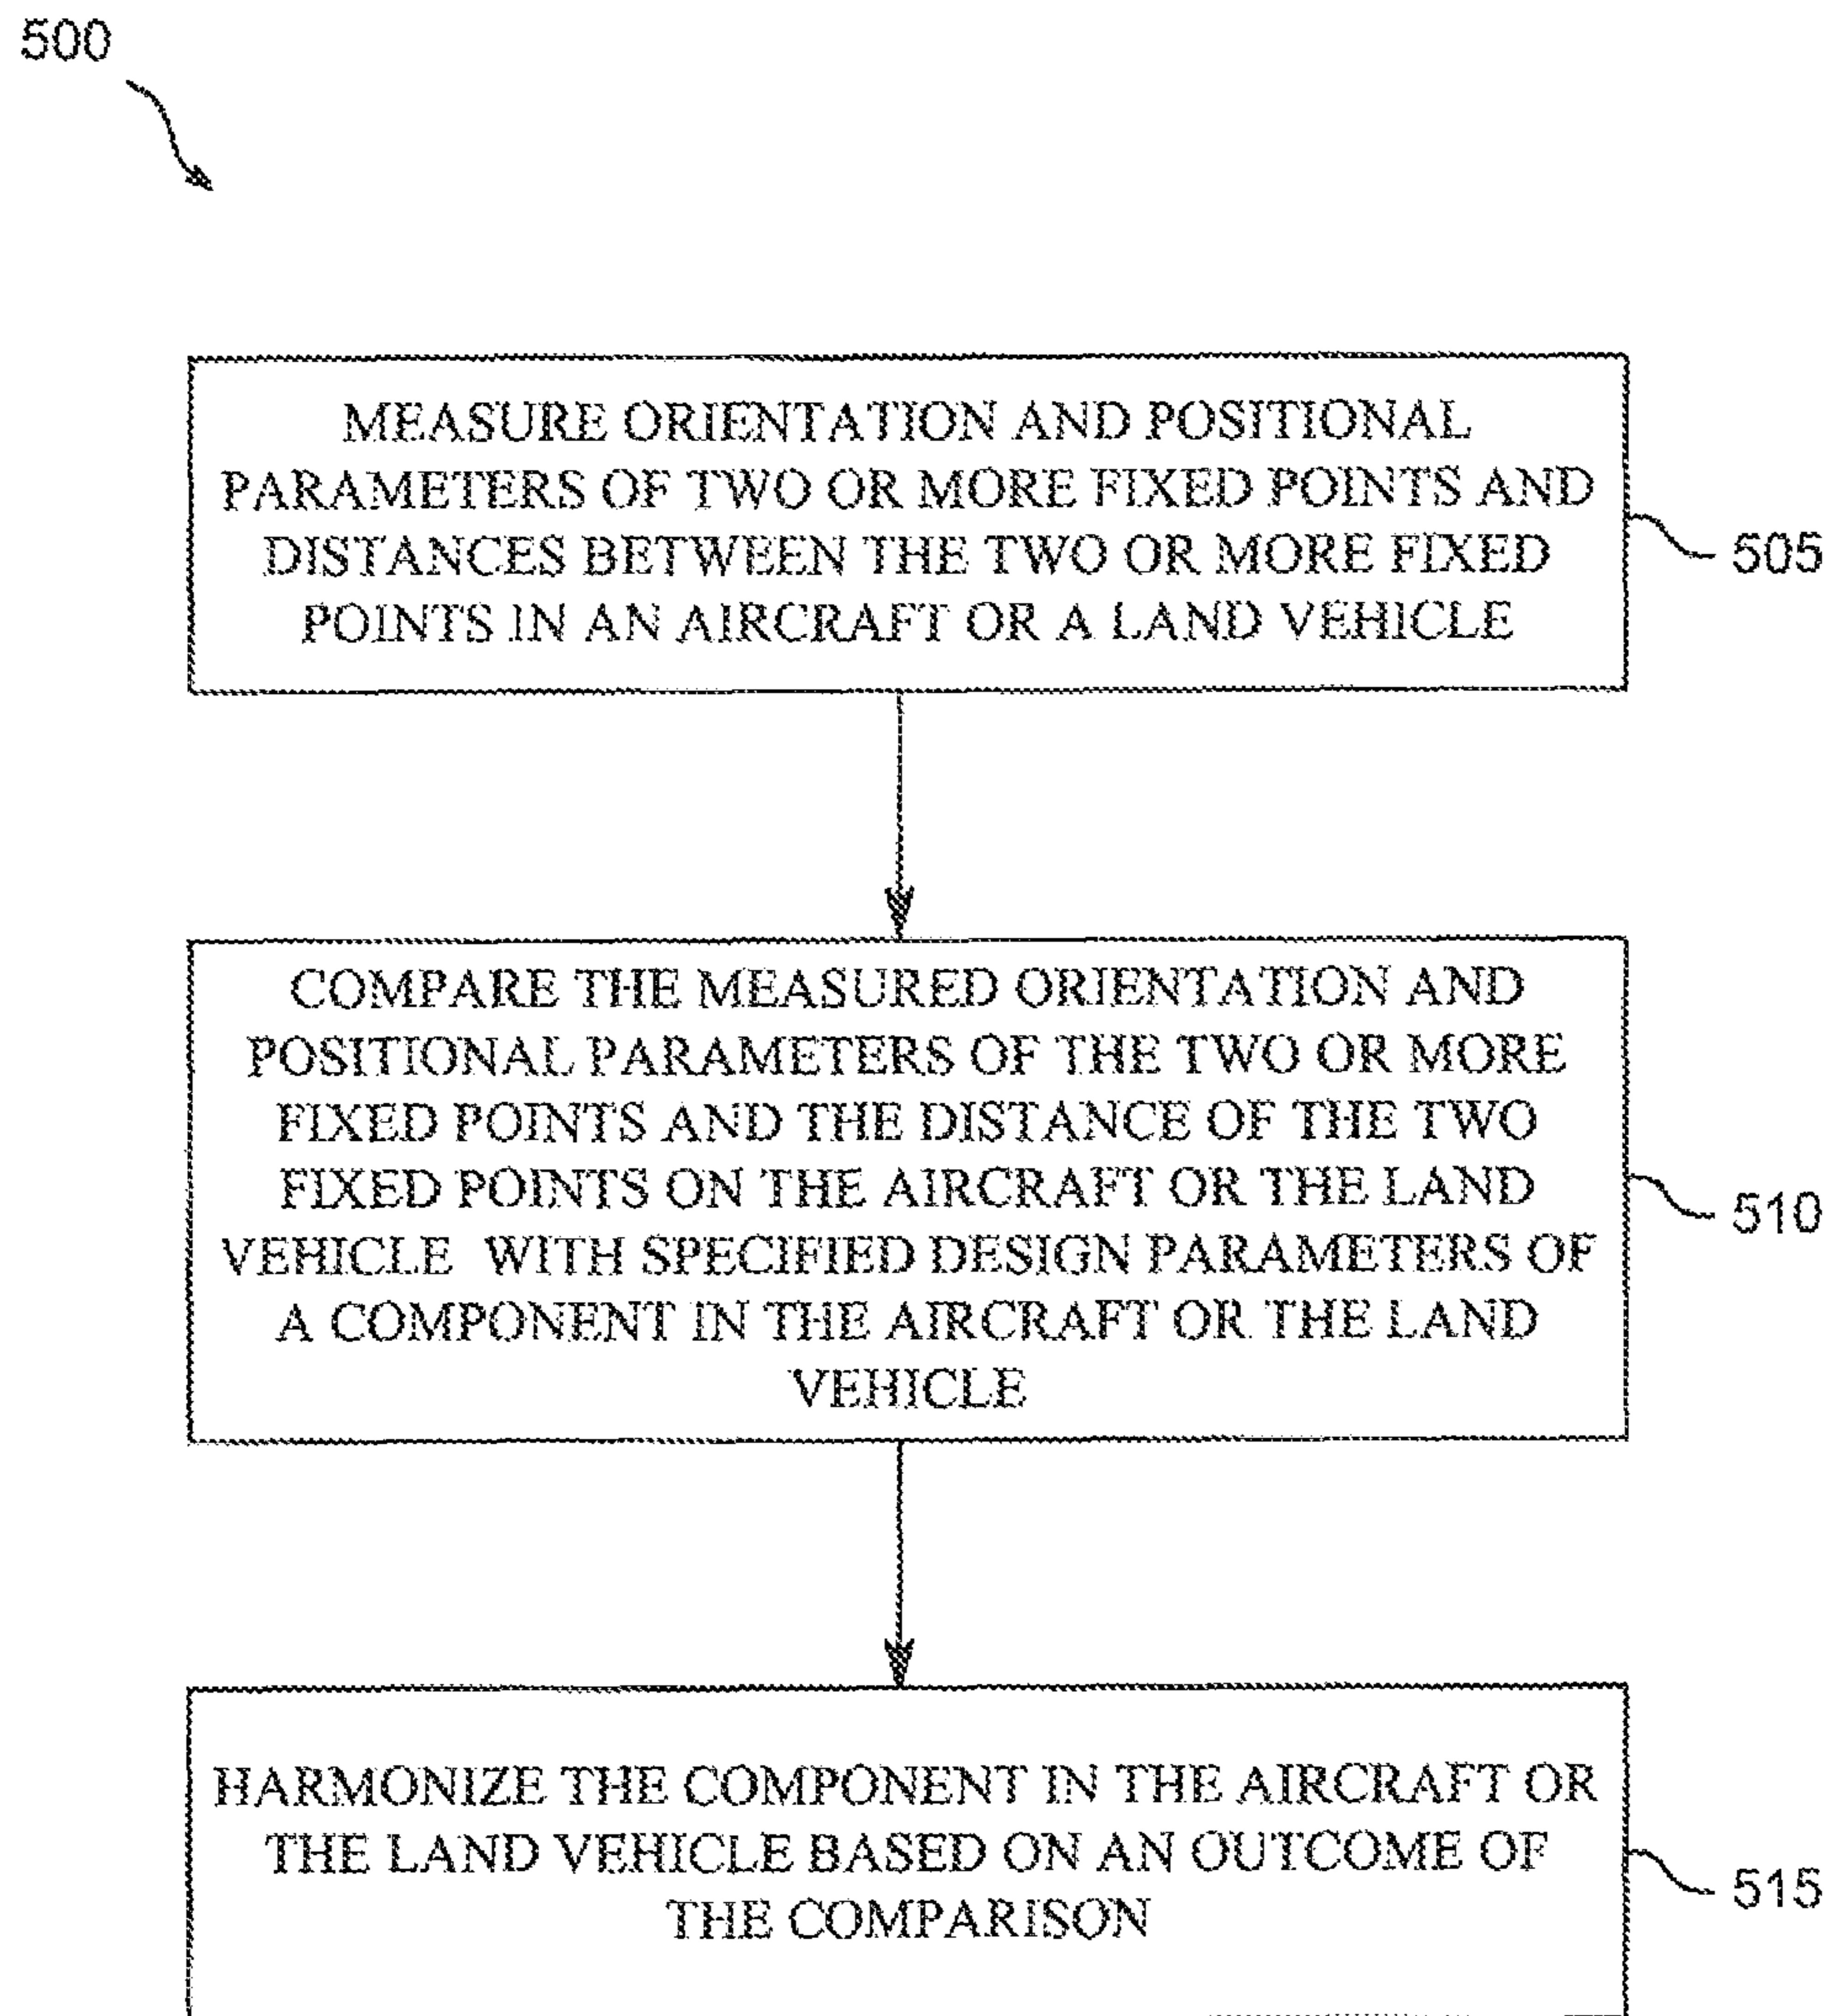 500
MEASURE ORIENTATION AND POSITIONAL
PARAMETERS OF TWO OR MORE FIXED POINTS AND
DISTANCES BETWEEN THE TWO OR MORE FIXED
POINTS IN AN AIRCRAFT OR A LAND VEHICLE
505
COMPARE THE MEASURED ORIENTATION AND
POSITIONAL PARAMETERS OF THE TWO OR MORE
FIXED POINTS AND THE DISTANCE OF THE TWO
FIXED POINTS ON THE AIRCRAFT OR THE LAND
VEHICLE WITH SPECIFIED DESIGN PARAMETERS OF
A COMPONENT IN THE AIRCRAFT OR THE LAND
VEHICLE
510
HARMONIZE THE COMPONENT IN THE AIRCRAFT OR
THE LAND VEHICLE BASED ON AN OUTCOME OF
THE COMPARISON
515